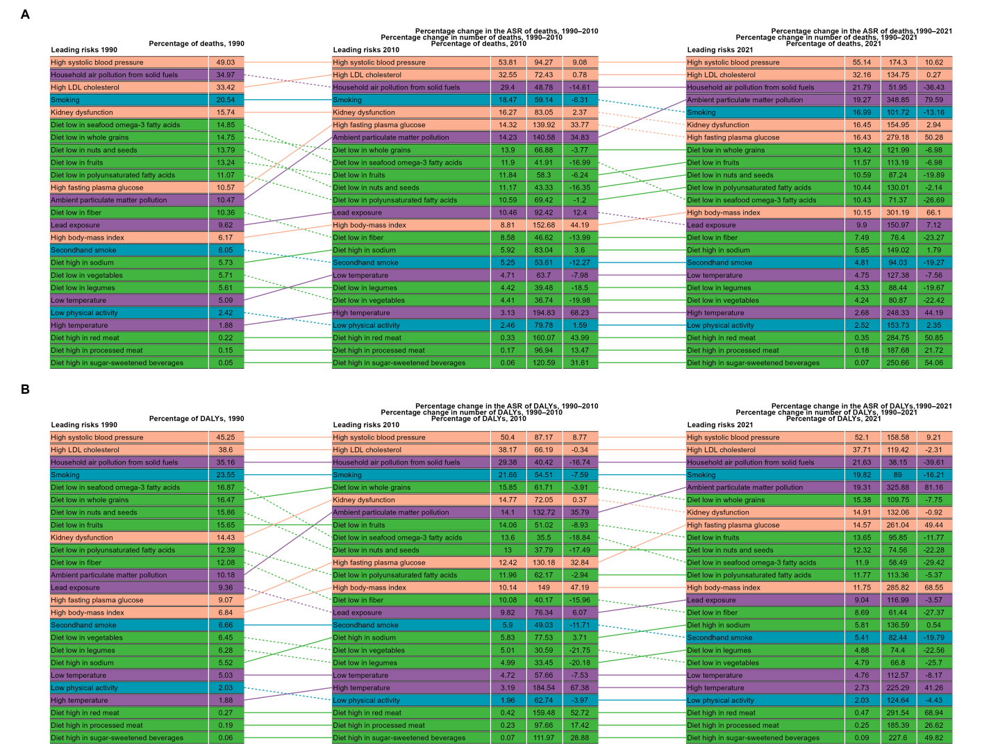 A
Percentage of deaths, 1990
Leading risks 1990
Percentage change in the ASR of deaths, 1990–2010
Percentage change in number of deaths, 1990–2010
Percentage of deaths, 2010
Leading risks 2010
Percentage change in the ASR of deaths,1990–2021
Percentage change in number of deaths, 1990–2021
Percentage of deaths, 2021
Leading risks 2021
High systolic blood pressure 49.03 High systolic blood pressure 53.81 94.27 9.08 High systolic blood pressure 55.14 174.3 10.62
Household air pollution from solid fuels 34.97 High LDL cholesterol 32.55 72.43 0.78 High LDL cholesterol 32.16 134.75 0.27
High LDL cholesterol 33.42 Household air pollution from solid fuels 29.4 48.78 -14.61 Household air pollution from solid fuels 21.79 51.95 -36.43
Smoking 20.54 Smoking 18.47 59.14 -6.31 Ambient particulate matter pollution 19.27 348.85 79.59
Kidney dysfunction 15.74 Kidney dysfunction 16.27 83.05 2.37 Smoking 16.99 101.72 -13.16
Diet low in seafood omega-3 fatty acids 14.85 High fasting plasma glucose 14.32 139.92 33.77 Kidney dysfunction 16.45 154.95 2.94
Diet low in whole grains 14.75 Ambient particulate matter pollution 14.23 140.58 34.83 High fasting plasma glucose 16.43 279.18 50.28
Diet low in nuts and seeds 13.79 Diet low in whole grains 13.9 66.88 -3.77 Diet low in whole grains 13.42 121.99 -6.98
Diet low in fruits 13.24 Diet low in seafood omega-3 fatty acids 11.9 41.91 -16.99 Diet low in fruits 11.57 113.19 -6.98
Diet low in polyunsaturated fatty acids 11.07 Diet low in fruits 11.84 58.3 -6.24 Diet low in nuts and seeds 10.59 87.24 -19.89
High fasting plasma glucose 10.57 Diet low in nuts and seeds 11.17 43.33 -16.35 Diet low in polyunsaturated fatty acids 10.44 130.01 -2.14
Ambient particulate matter pollution 10.47 Diet low in polyunsaturated fatty acids 10.59 69.42 -1.2 Diet low in seafood omega-3 fatty acids 10.43 71.37 -26.69
Diet low in fiber 10.36 Lead exposure 10.46 92.42 12.4 High body-mass index 10.15 301.19 66.1
Lead exposure 9.62 High body-mass index 8.81 152.68 44.19 Lead exposure 9.9 150.97 7.12
High body-mass index 6.17 Diet low in fiber 8.58 46.62 -13.99 Diet low in fiber 7.49 76.4 -23.27
Secondhand smoke 6.05 Diet high in sodium 5.92 83.04 3.6 Diet high in sodium 5.85 149.02 1.79
Diet high in sodium 5.73 Secondhand smoke 5.25 53.61 -12.27 Secondhand smoke 4.81 94.03 -19.27
Diet low in vegetables 5.71 Low temperature 4.71 63.7 -7.98 Low temperature 4.75 127.38 -7.56
Diet low in legumes 5.61 Diet low in legumes 4.42 39.48 -18.5 Diet low in legumes 4.33 88.44 -19.67
Low temperature 5.09 Diet low in vegetables 4.41 36.74 -19.98 Diet low in vegetables 4.24 80.87 -22.42
Low physical activity 2.42 High temperature 3.13 194.83 68.23 High temperature 2.68 248.33 44.19
High temperature 1.88 Low physical activity 2.46 79.78 1.59 Low physical activity 2.52 153.73 2.35
Diet high in red meat 0.22 Diet high in red meat 0.33 160.07 43.99 Diet high in red meat 0.35 284.75 50.85
Diet high in processed meat 0.15 Diet high in processed meat 0.17 96.94 13.47 Diet high in processed meat 0.18 187.68 21.72
Diet high in sugar-sweetened beverages 0.05 Diet high in sugar-sweetened beverages 0.06 120.59 31.61 Diet high in sugar-sweetened beverages 0.07 250.66 54.06
B
Percentage of DALYs, 1990
Leading risks 1990
Percentage change in the ASR of DALYs, 1990–2010
Percentage change in number of DALYs, 1990–2010
Percentage of DALYs, 2010
Leading risks 2010
Percentage change in the ASR of DALYs,1990–2021
Percentage change in number of DALYs, 1990–2021
Percentage of DALYs, 2021
Leading risks 2021
High systolic blood pressure 45.25 High systolic blood pressure 50.4 87.17 8.77 High systolic blood pressure 52.1 158.58 9.21
High LDL cholesterol 38.6 High LDL cholesterol 38.17 66.19 -0.34 High LDL cholesterol 37.71 119.42 -2.31
Household air pollution from solid fuels 35.16 Household air pollution from solid fuels 29.38 40.42 -16.74 Household air pollution from solid fuels 21.63 38.15 -39.61
Smoking 23.55 Smoking 21.66 54.51 -7.59 Smoking 19.82 89 -16.21
Diet low in seafood omega-3 fatty acids 16.87 Diet low in whole grains 15.85 61.71 -3.91 Ambient particulate matter pollution 19.31 325.88 81.16
Diet low in whole grains 16.47 Kidney dysfunction 14.77 72.05 0.37 Diet low in whole grains 15.38 109.75 -7.75
Diet low in nuts and seeds 15.86 Ambient particulate matter pollution 14.1 132.72 35.79 Kidney dysfunction 14.91 132.06 -0.92
Diet low in fruits 15.65 Diet low in fruits 14.06 51.02 -8.93 High fasting plasma glucose 14.57 261.04 49.44
Kidney dysfunction 14.43 Diet low in seafood omega-3 fatty acids 13.6 35.5 -18.84 Diet low in fruits 13.65 95.85 -11.77
Diet low in polyunsaturated fatty acids 12.39 Diet low in nuts and seeds 13 37.79 -17.49 Diet low in nuts and seeds 12.32 74.56 -22.28
Diet low in fiber 12.08 High fasting plasma glucose 12.42 130.18 32.84 Diet low in seafood omega-3 fatty acids 11.9 58.49 -29.42
Ambient particulate matter pollution 10.18 Diet low in polyunsaturated fatty acids 11.96 62.17 -2.94 Diet low in polyunsaturated fatty acids 11.77 113.36 -5.37
Lead exposure 9.36 High body-mass index 10.14 149 47.19 High body-mass index 11.75 285.82 68.55
High fasting plasma glucose 9.07 Diet low in fiber 10.08 40.17 -15.96 Lead exposure 9.04 116.99 -3.57
High body-mass index 6.84 Lead exposure 9.82 76.34 6.07 Diet low in fiber 8.69 61.44 -27.37
Secondhand smoke 6.66 Secondhand smoke 5.9 49.03 -11.71 Diet high in sodium 5.81 136.59 0.54
Diet low in vegetables 6.45 Diet high in sodium 5.83 77.53 3.71 Secondhand smoke 5.41 82.44 -19.79
Diet low in legumes 6.28 Diet low in vegetables 5.01 30.59 -21.75 Diet low in legumes 4.88 74.4 -22.56
Diet high in sodium 5.52 Diet low in legumes 4.99 33.45 -20.18 Diet low in vegetables 4.79 66.8 -25.7
Low temperature 5.03 Low temperature 4.72 57.66 -7.53 Low temperature 4.76 112.57 -8.17
Low physical activity 2.03 High temperature 3.19 184.54 67.38 High temperature 2.73 225.29 41.26
High temperature 1.88 Low physical activity 1.96 62.74 -3.97 Low physical activity 2.03 124.64 -4.43
Diet high in red meat 0.27 Diet high in red meat 0.42 159.48 52.72 Diet high in red meat 0.47 291.54 68.94
Diet high in processed meat 0.19 Diet high in processed meat 0.23 97.66 17.42 Diet high in processed meat 0.25 185.39 26.62
Diet high in sugar-sweetened beverages 0.06 Diet high in sugar-sweetened beverages 0.07 111.97 28.88 Diet high in sugar-sweetened beverages 0.09 227.6 49.82